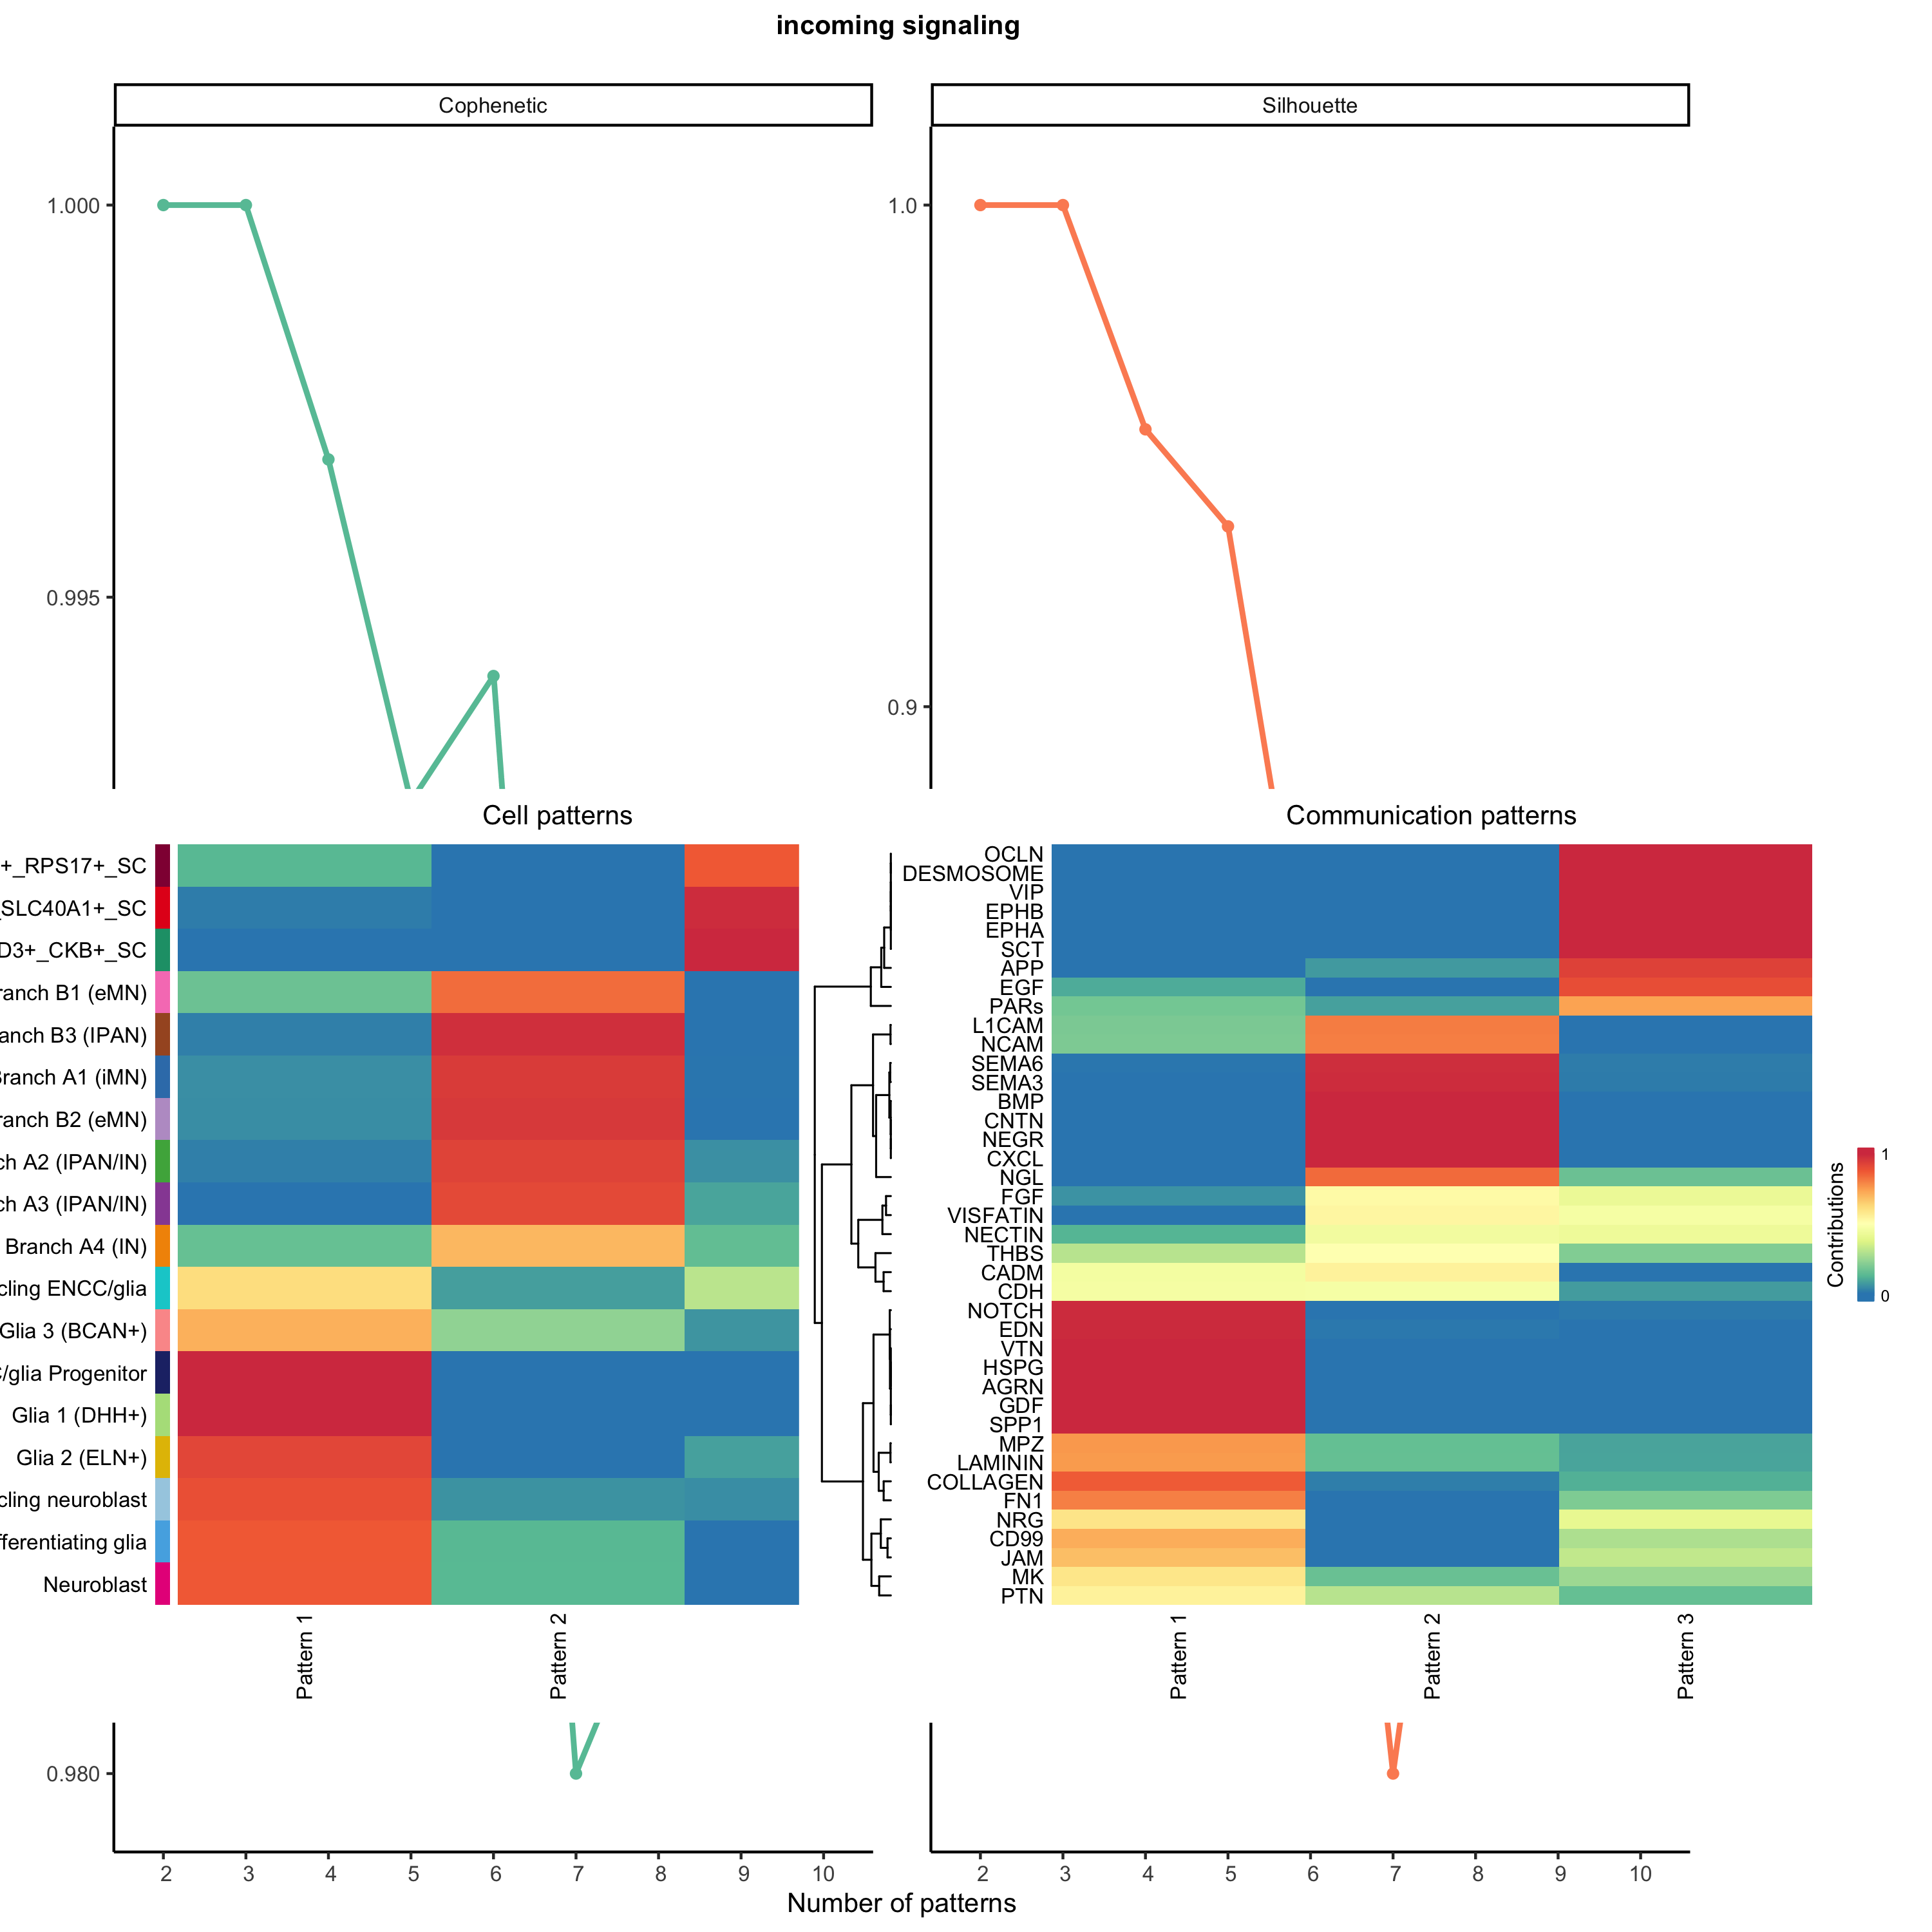 incoming signaling
Cophenetic
Silhouette
1.000
0.995
0.980
1.0
0.9
Cell patterns
Communication patterns
+_RPS17+_SC
SLC40A1+_SC
D3+_CKB+_SC
ranch B1 (eMN)
anch B3 (IPAN)
Branch A1 (iMN)
ranch B2 (eMN)
ch A2 (IPAN/IN)
ch A3 (IPAN/IN)
Branch A4 (IN)
cling ENCC/glia
Glia 3 (BCAN+)
C/glia Progenitor
Glia 1 (DHH+)
Glia 2 (ELN+)
cling neuroblast
fferentiating glia
Neuroblast
Pattern 1
Pattern 2
OCLN
DESMOSOME
VIP
EPHB
EPHA
SCT
APP
EGF
PARs
L1CAM
NCAM
SEMA6
SEMA3
BMP
CNTN
NEGR
CXCL
NGL
FGF
VISFATIN
NECTIN
THBS
CADM
CDH
NOTCH
EDN
VTN
HSPG
AGRN
GDF
SPP1
MPZ
LAMININ
COLLAGEN
FN1
NRG
CD99
JAM
MK
PTN
Pattern 1
Pattern 2
Pattern 3
Contributions
1
0
2 3 4 5 6 7 8 9 10
2 3 4 5 6 7 8 9 10
Number of patterns